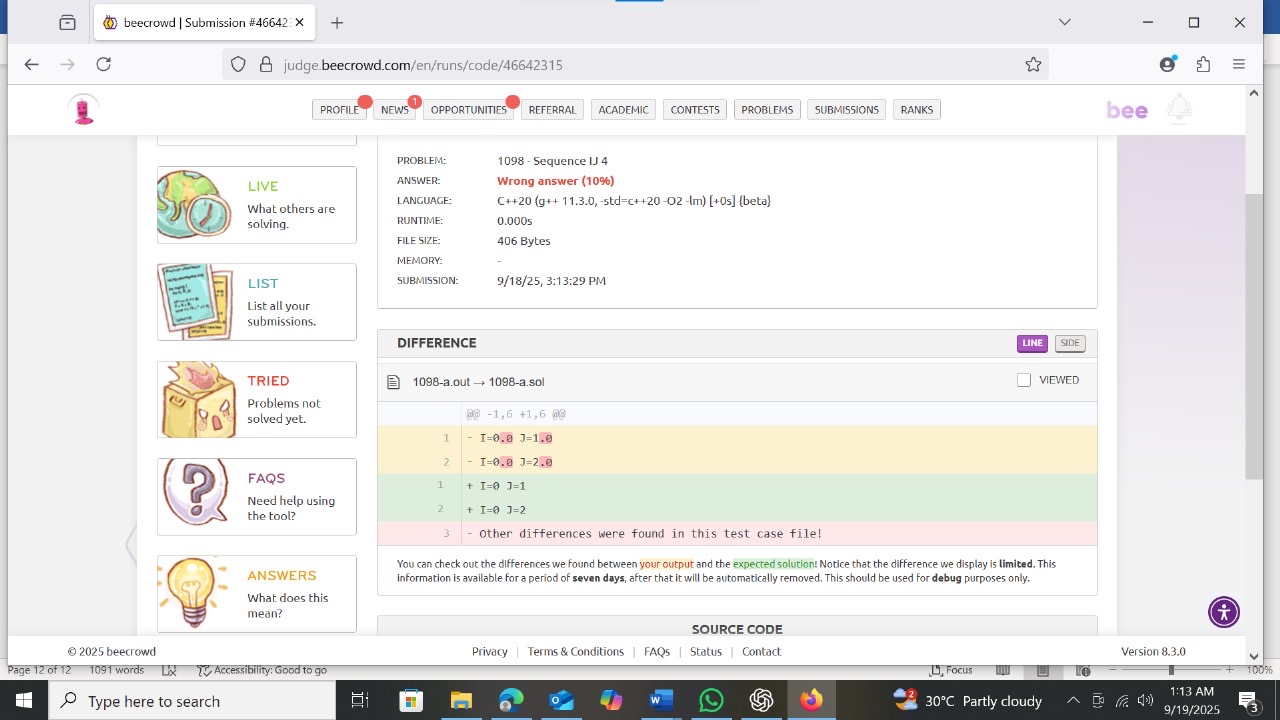 beecrowd | Submission #46642
judge.beecrowd.com/en/runs/code/46642315
PROFILE NEWS 1 OPPORTUNITIES REFERRAL ACADEMIC CONTESTS PROBLEMS SUBMISSIONS RANKS bee
LIVE
What others are
solving.
LIST
List all your
submissions.
TRIED
Problems not
solved yet.
FAQS
Need help using
the tool?
ANSWERS
What does this
mean?
PROBLEM: 1098 - Sequence IJ 4
ANSWER: Wrong answer (10%)
LANGUAGE: C++20 (g++ 11.3.0, -std=c++20 -O2 -lm) [+0s] {beta}
RUNTIME: 0.000s
FILE SIZE: 406 Bytes
MEMORY: -
SUBMISSION: 9/18/25, 3:13:29 PM
DIFFERENCE LINE SIDE
1098-a.out → 1098-a.sol VIEWED
@@ -1,6 +1,6 @@
1 - I=0.0 J=1.0
2 - I=0.0 J=2.0
1 + I=0 J=1
2 + I=0 J=2
3 - Other differences were found in this test case file!
You can check out the differences we found between your output and the expected solution! Notice that the difference we display is limited. This
information is available for a period of seven days, after that it will be automatically removed. This should be used for debug purposes only.
SOURCE CODE
© 2025 beecrowd Privacy | Terms & Conditions | FAQs | Status | Contact Version 8.3.0
Page 12 of 12 1091 words Accessibility: Good to go Focus 100%
Type here to search 2 30°C Partly cloudy 1:13 AM
9/19/2025 3